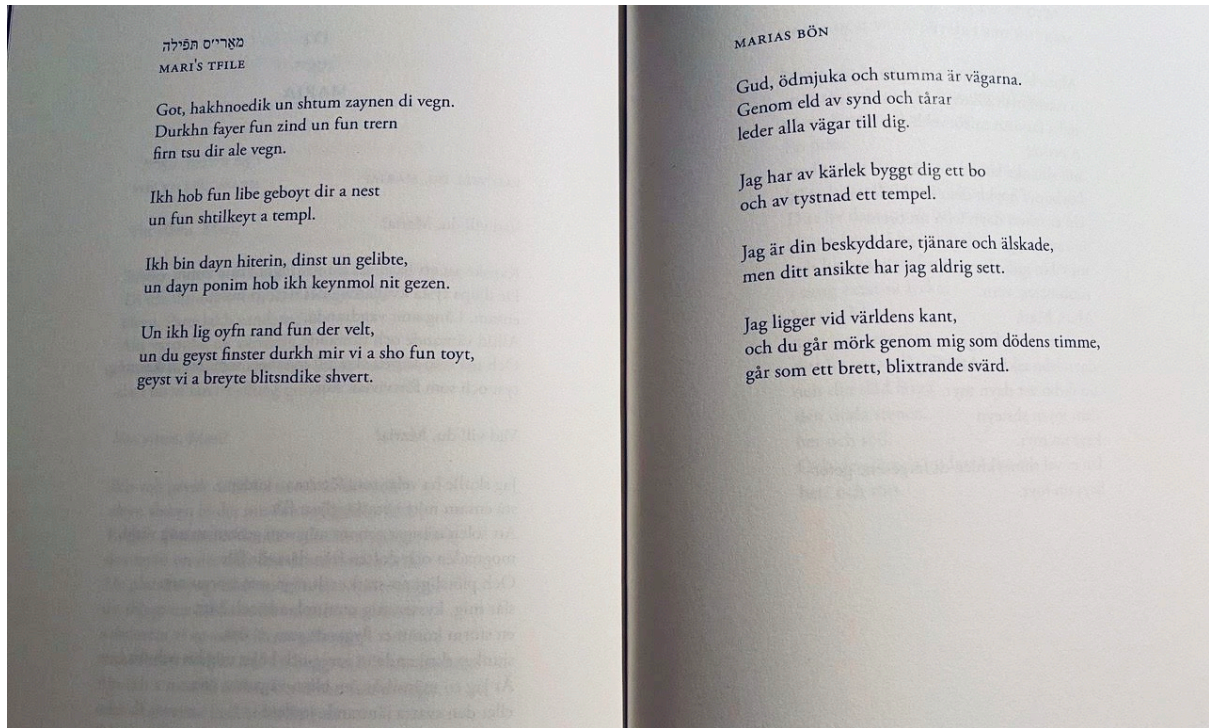 מאַרי״ס תּפֿילה
MARI'S TFILE
Got, hakhnoedik un shtum zaynen di vegn.
Durkhn fayer fun zind un fun trern
firn tsu dir ale vegn.
Ikh hob fun libe geboyt dir a nest
un fun shtilkeyt a templ.
Ikh bin dayn hiterin, dinst un gelibte,
un dayn ponim hob ikh keynmol nit gezen.
Un ikh lig oyfn rand fun der velt,
un du geyst finster durkh mir vi a sho fun toyt,
geyst vi a breyte blitsndike shvert.
MARIAS BÖN
Gud, ödmjuka och stumma är vägarna.
Genom eld av synd och tårar
leder alla vägar till dig.
Jag har av kärlek byggt dig ett bo
och av tystnad ett tempel.
Jag är din beskyddare, tjänare och älskade,
men ditt ansikte har jag aldrig sett.
Jag ligger vid världens kant,
och du går mörk genom mig som dödens timme,
går som ett brett, blixtrande svärd.